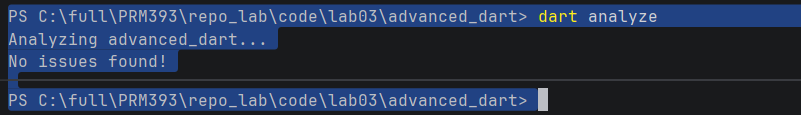 PS C:\full\PRM393\repo_lab\code\lab03\advanced_dart> dart analyze
Analyzing advanced_dart...
No issues found!
PS C:\full\PRM393\repo_lab\code\lab03\advanced_dart>